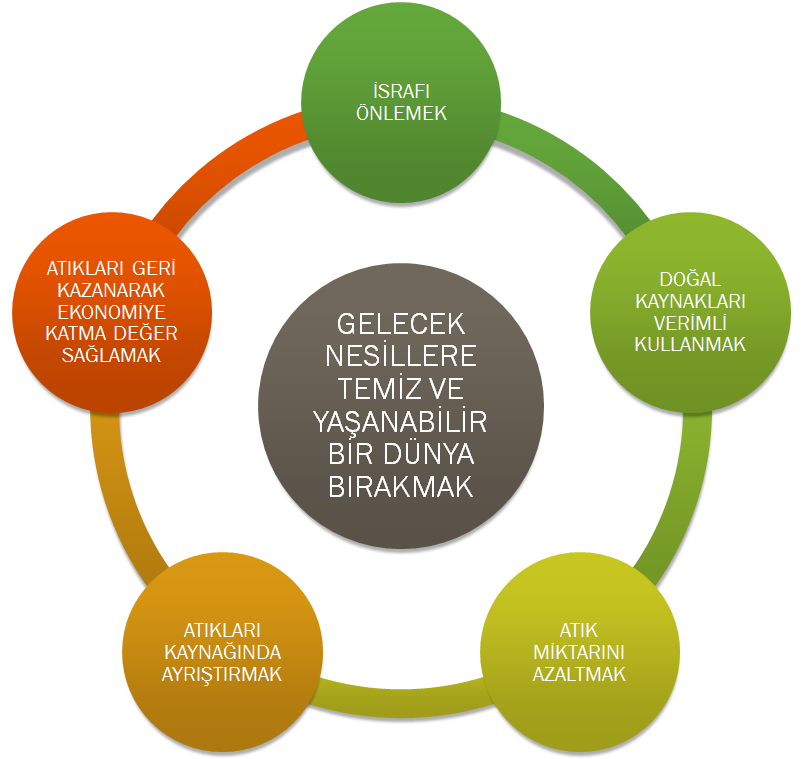 İSRAFI
ÖNLEMEK
DOĞAL
KAYNAKLARI
VERİMLİ
KULLANMAK
ATIK
MİKTARINI
AZALTMAK
ATIKLARI
KAYNAĞINDA
AYRIŞTIRMAK
ATIKLARI GERİ
KAZANARAK
EKONOMİYE
KATMA DEĞER
SAĞLAMAK
GELECEK
NESİLLERE
TEMİZ VE
YAŞANABİLİR
BİR DÜNYA
BIRAKMAK